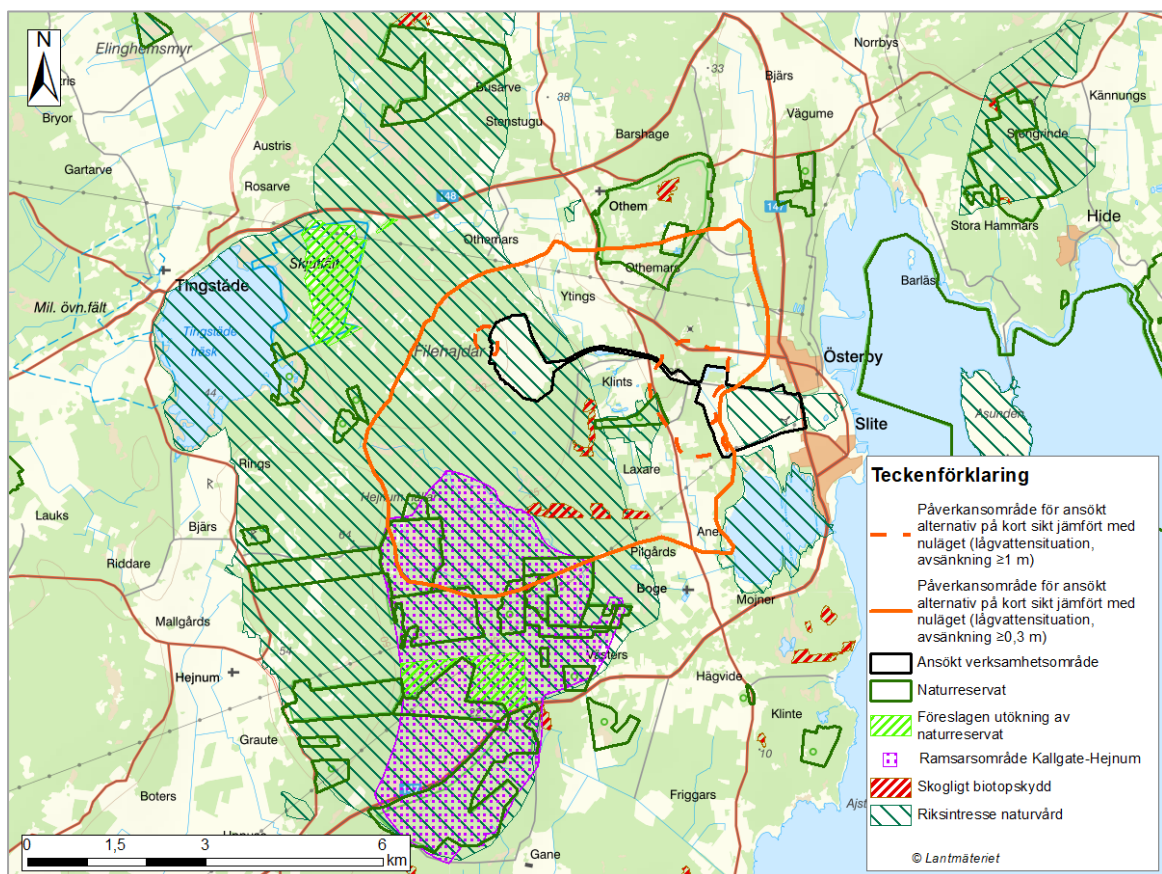 N
Elinghemsmyr
Bryor
Gartarve
Austris
Rosarve
Busarve
Stenstugu
38
Barshage
33
Bjärs
Vägume
Norrbys
Kännungs
Stora Hammars
Hide
148
147
Othem
Othemars
Othemars
Ytings
Skjutfält
Tingstäde
Tingstäde
träsk
Mil. övn.fält
44
Filehajdar
Klints
Laxare
Barläs
Österby
Slite
Asunden
Rings
Lauks
Bjärs
Riddare
61
Mallgårds
54
Hejnum
Graute
Boters
Pilgårds
Boge
Mojner
Västers
Hägvide
Klinte
10
Friggars
Gane
Teckenförklaring
Påverkansområde för ansökt
alternativ på kort sikt jämfört med
nuläget (lågvattensituation,
avsänkning ≥1 m)
Påverkansområde för ansökt
alternativ på kort sikt jämfört med
nuläget (lågvattensituation,
avsänkning ≥0,3 m)
Ansökt verksamhetsområde
Naturreservat
Föreslagen utökning av
naturreservat
Ramsarsområde Kallgate-Hejnum
Skogligt biotopskydd
Riksintresse naturvård
© Lantmäteriet
0 1,5 3 6
km